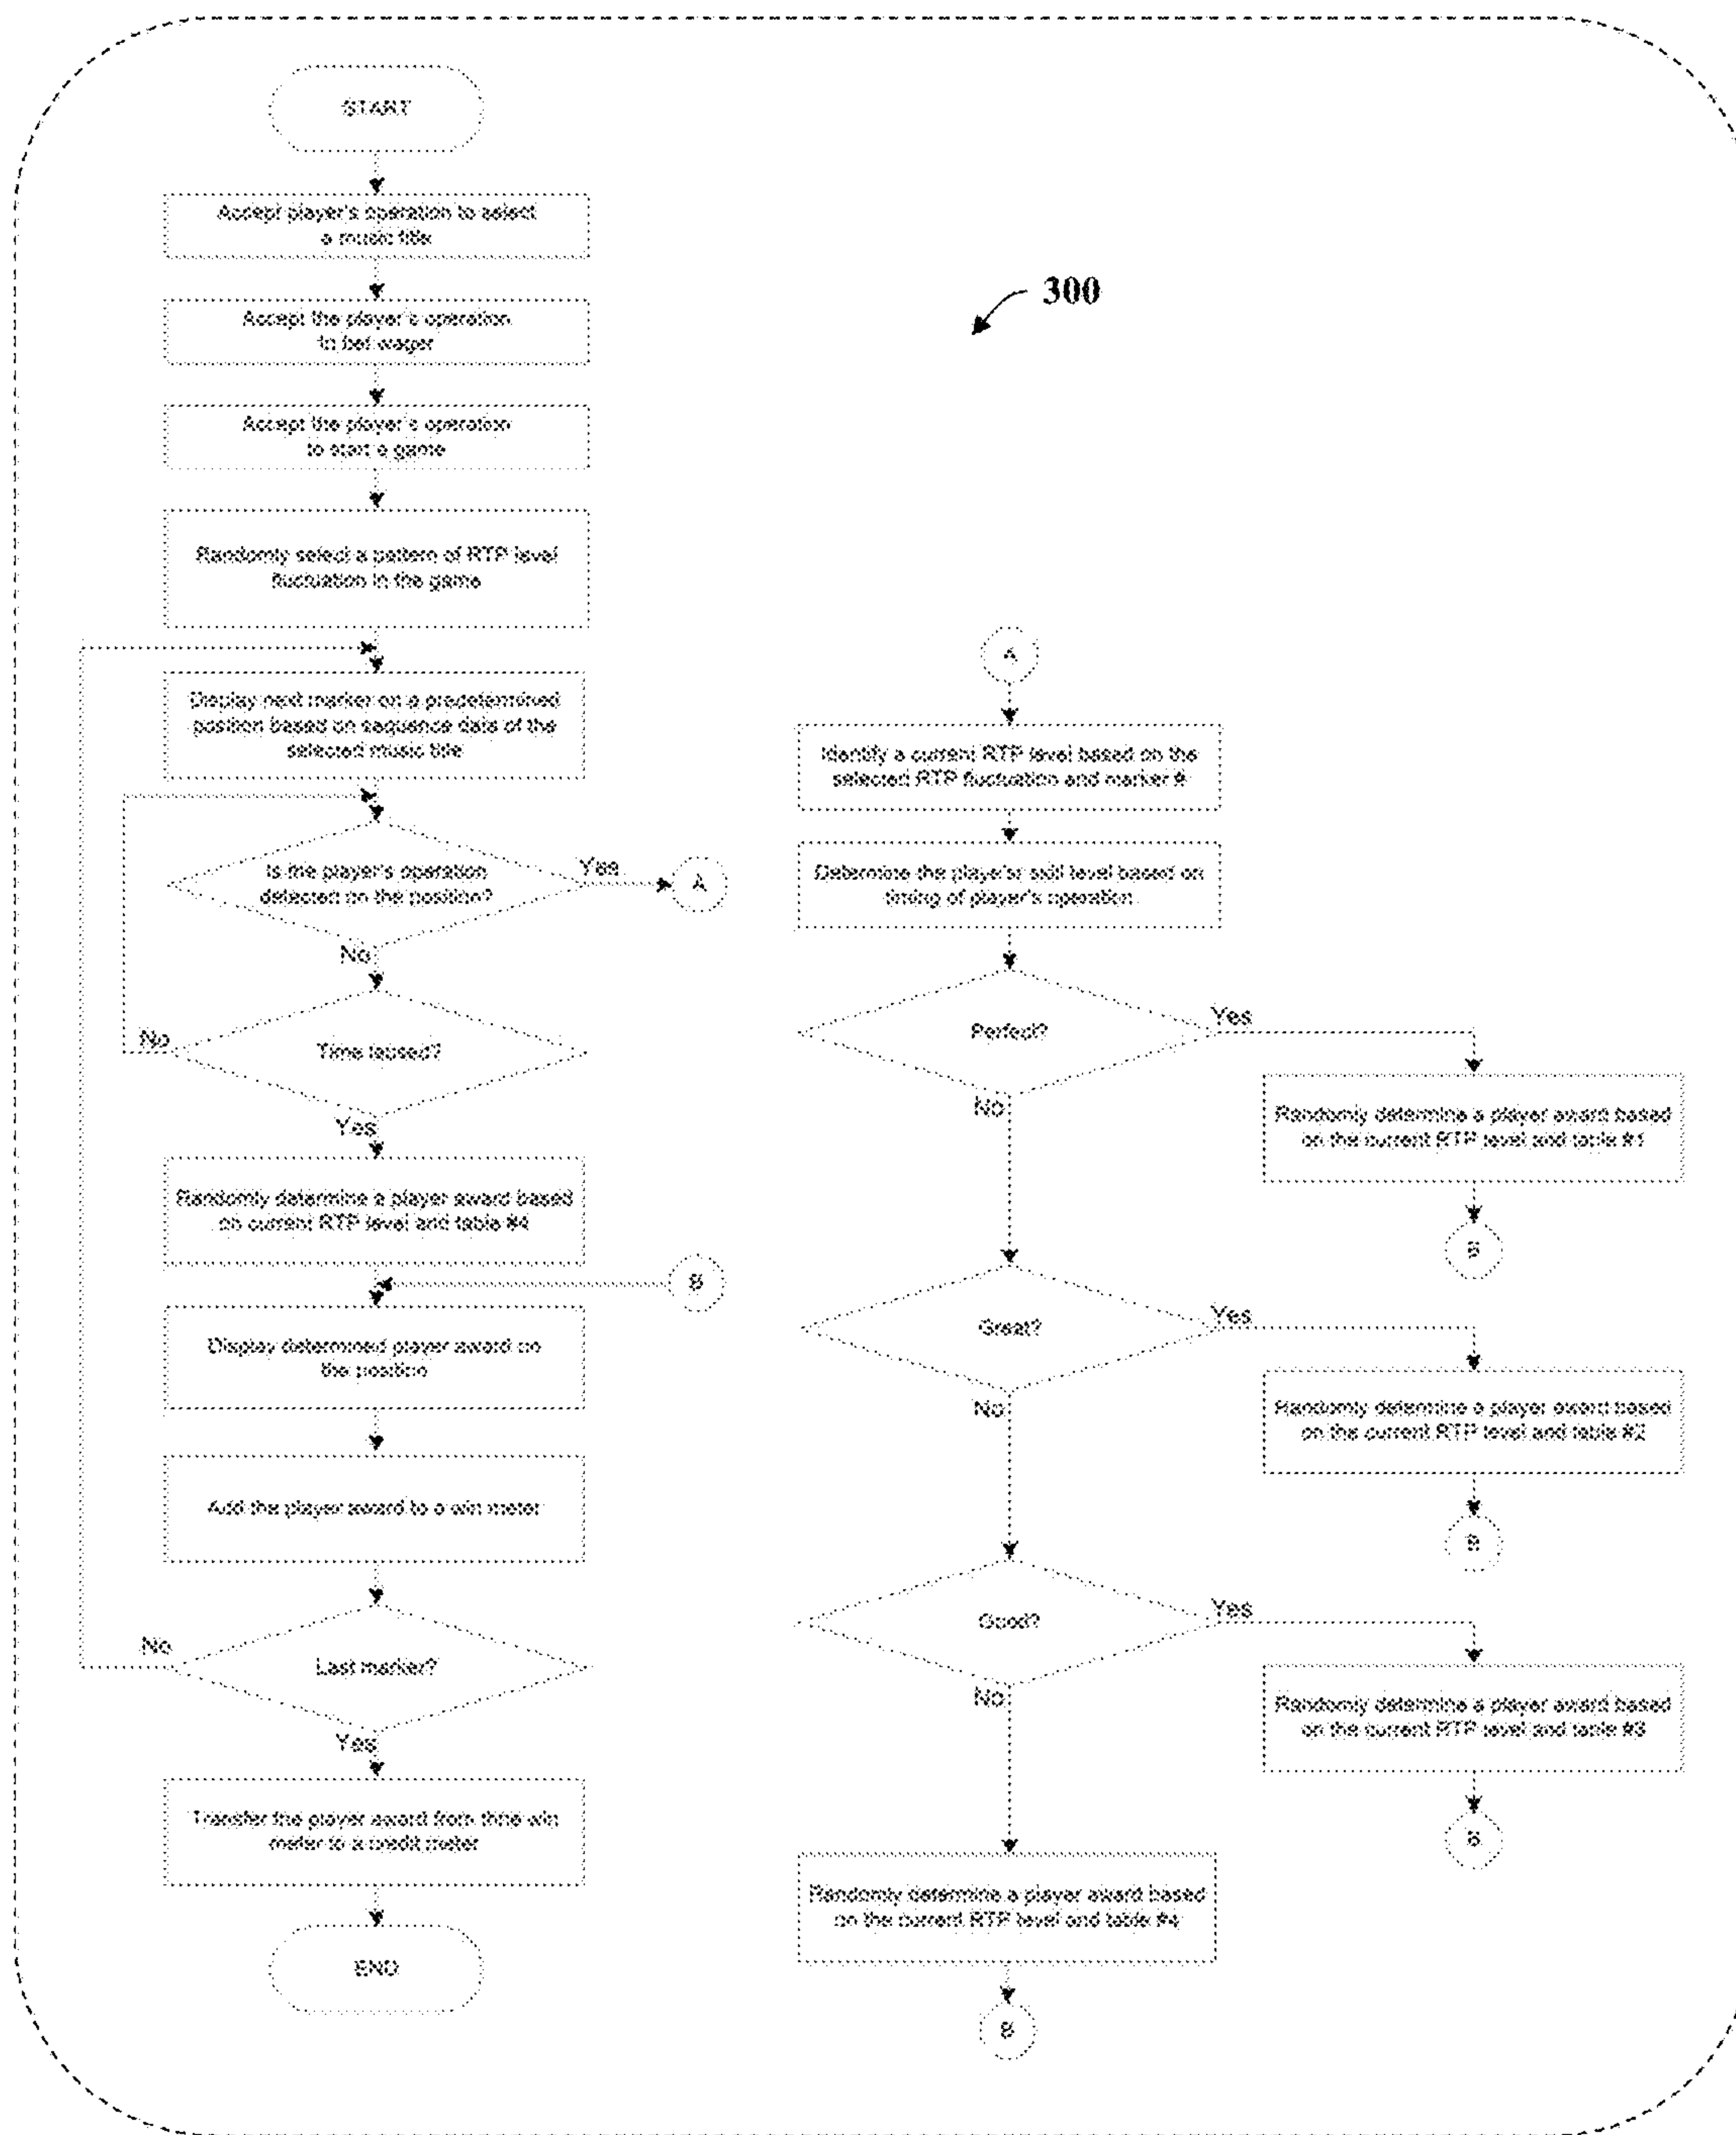 START
Accept player's operation to select
a music title
Accept the player's operation
to bet wager
Accept the player's operation
to start a game
Randomly select a pattern of RTP level
fluctuation in the game
Display next marker on a predetermined
position based on sequence data of the
selected music title
Is the player's operation
detected on the position?
Yes
A
No
Time lapsed?
No
Yes
Randomly determine a player award based
on current RTP level and table #4
B
Display determined player award on
the position
Add the player award to a win meter
Last marker?
No
Yes
Transfer the player award from thne win
meter to a credit meter
END
300
A
Identify a current RTP level based on the
selected RTP fluctuation and marker #
Determine the player's skill level based on
timing of player's operation
Perfect?
Yes
Randomly determine a player award based
on the current RTP level and table #1
B
No
Great?
Yes
Randomly determine a player award based
on the current RTP level and table #2
B
No
Good?
Yes
Randomly determine a player award based
on the current RTP level and table #3
B
No
Randomly determine a player award based
on the current RTP level and table #4
B